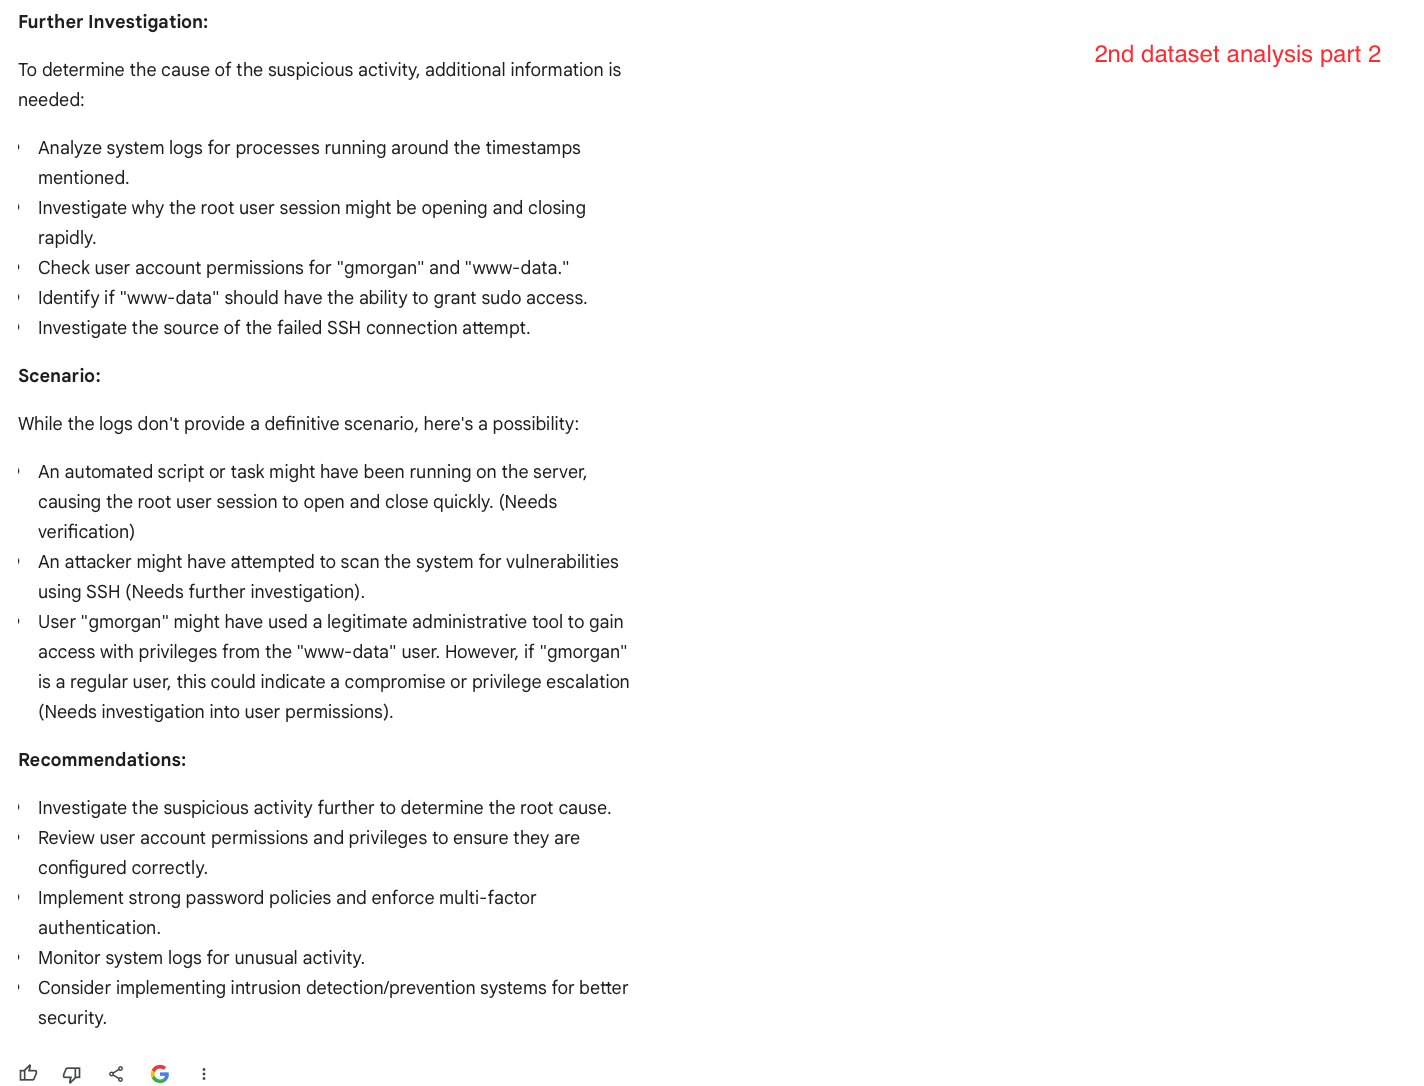 Further Investigation:
2nd dataset analysis part 2
To determine the cause of the suspicious activity, additional information is
needed:
Analyze system logs for processes running around the timestamps
mentioned.
Investigate why the root user session might be opening and closing
rapidly.
Check user account permissions for "gmorgan" and "www-data."
Identify if "www-data" should have the ability to grant sudo access.
Investigate the source of the failed SSH connection attempt.
Scenario:
While the logs don't provide a definitive scenario, here's a possibility:
An automated script or task might have been running on the server,
causing the root user session to open and close quickly. (Needs
verification)
An attacker might have attempted to scan the system for vulnerabilities
using SSH (Needs further investigation).
User "gmorgan" might have used a legitimate administrative tool to gain
access with privileges from the "www-data" user. However, if "gmorgan"
is a regular user, this could indicate a compromise or privilege escalation
(Needs investigation into user permissions).
Recommendations:
Investigate the suspicious activity further to determine the root cause.
Review user account permissions and privileges to ensure they are
configured correctly.
Implement strong password policies and enforce multi-factor
authentication.
Monitor system logs for unusual activity.
Consider implementing intrusion detection/prevention systems for better
security.